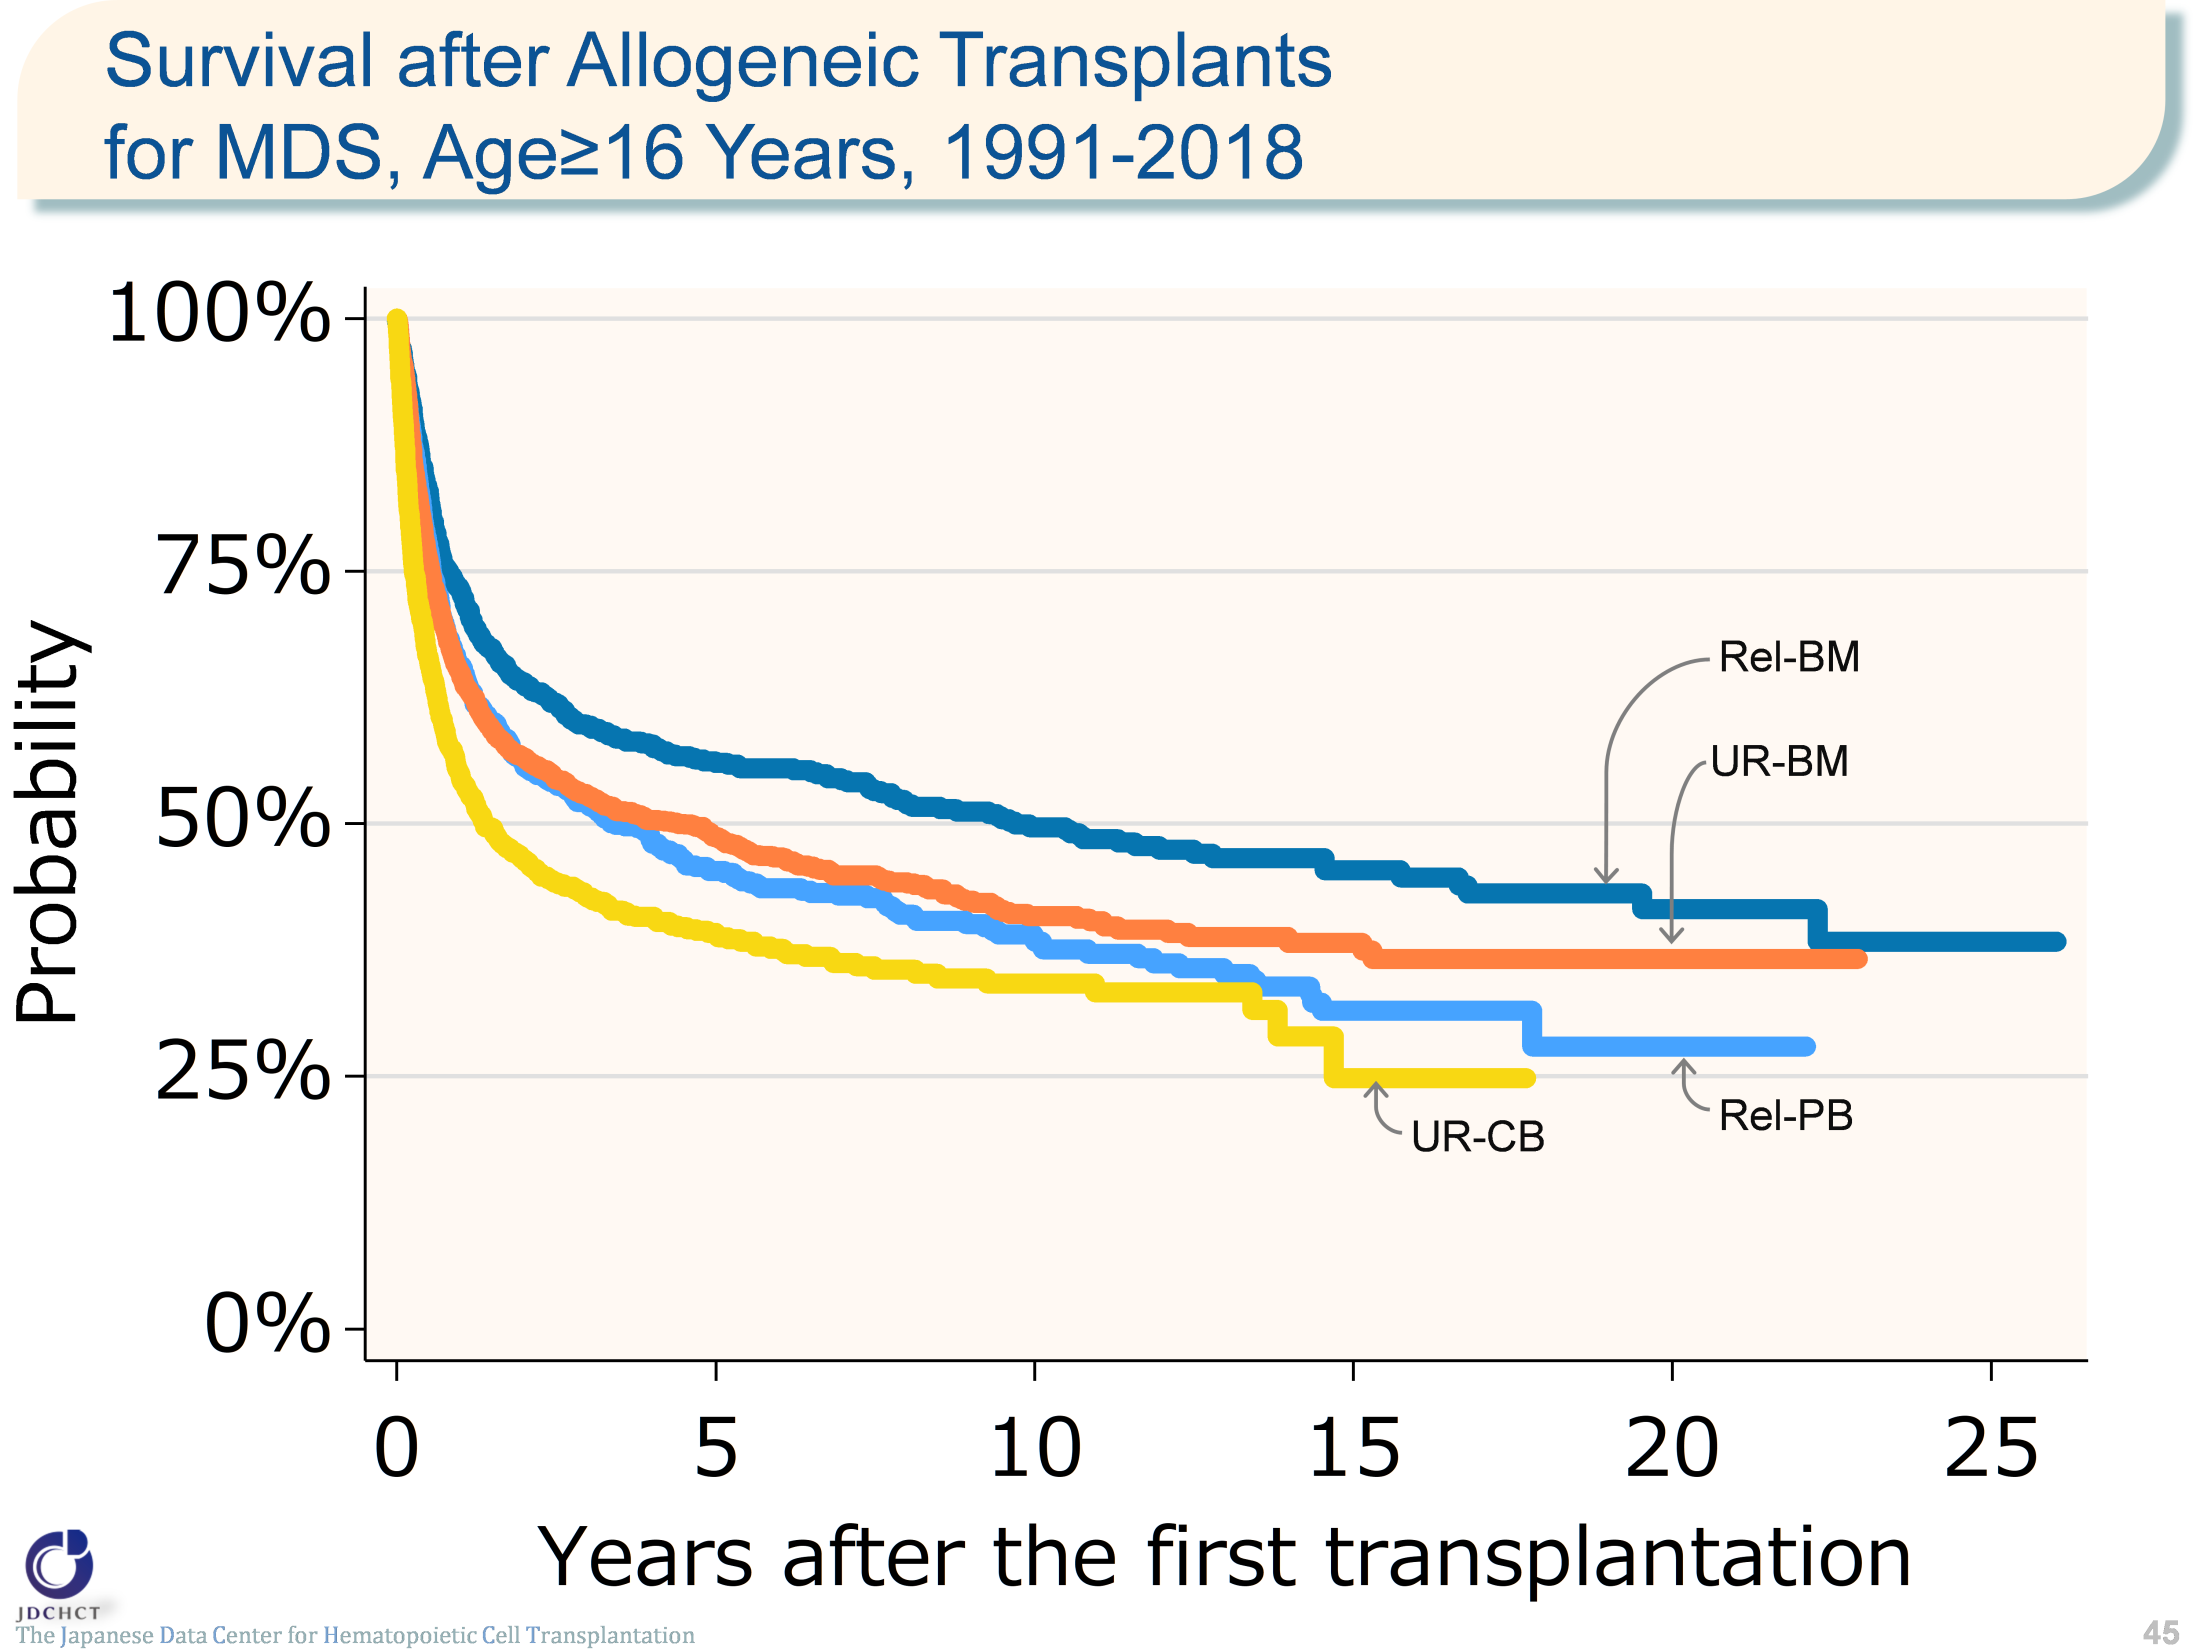 Survival after Allogeneic Transplants
for MDS, Age≥16 Years, 1991-2018
100%
75%
50%
25%
0%
Probability
Rel-BM
UR-BM
Rel-PB
UR-CB
0 5 10 15 20 25
Years after the first transplantation
JDCHCT
The Japanese Data Center for Hematopoietic Cell Transplantation
45